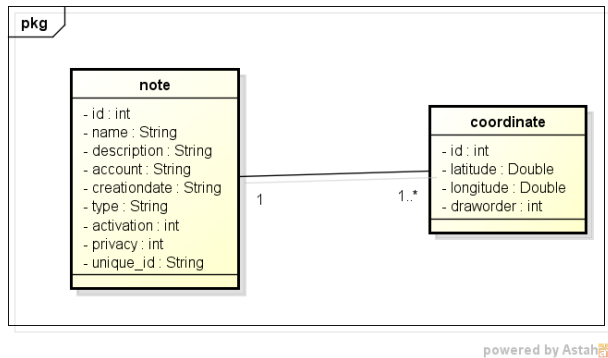 pkg
note
- id : int
- name : String
- description : String
- account : String
- creationdate : String
- type : String
- activation : int
- privacy : int
- unique_id : String
1
1..*
coordinate
- id : int
- latitude : Double
- longitude : Double
- draworder : int
powered by Astah